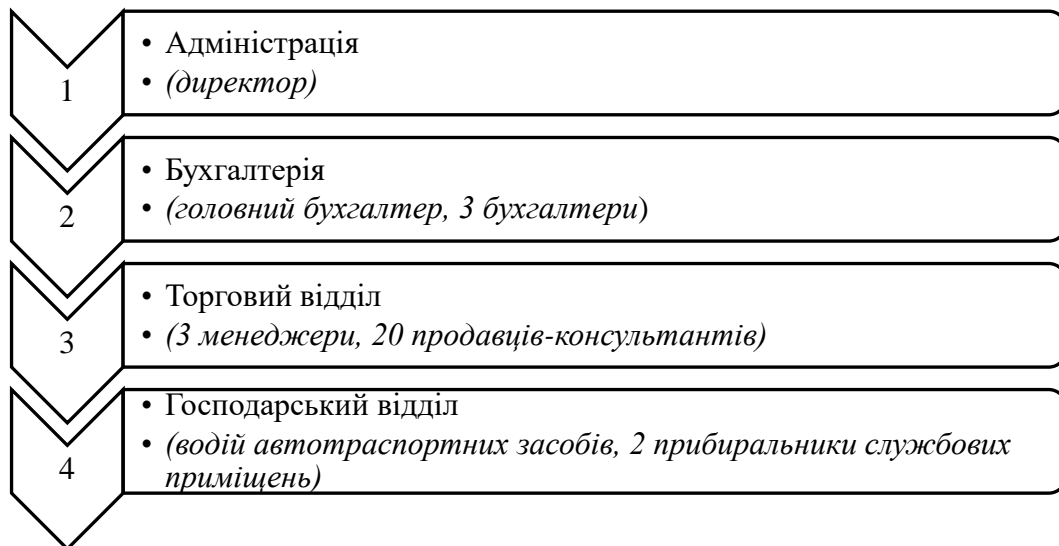 1
• Адміністрація
• (директор)
2
• Бухгалтерія
• (головний бухгалтер, 3 бухгалтери)
3
• Торговий відділ
• (3 менеджери, 20 продавців-консультантів)
4
• Господарський відділ
• (водій автотраспортних засобів, 2 прибиральники службових
приміщень)